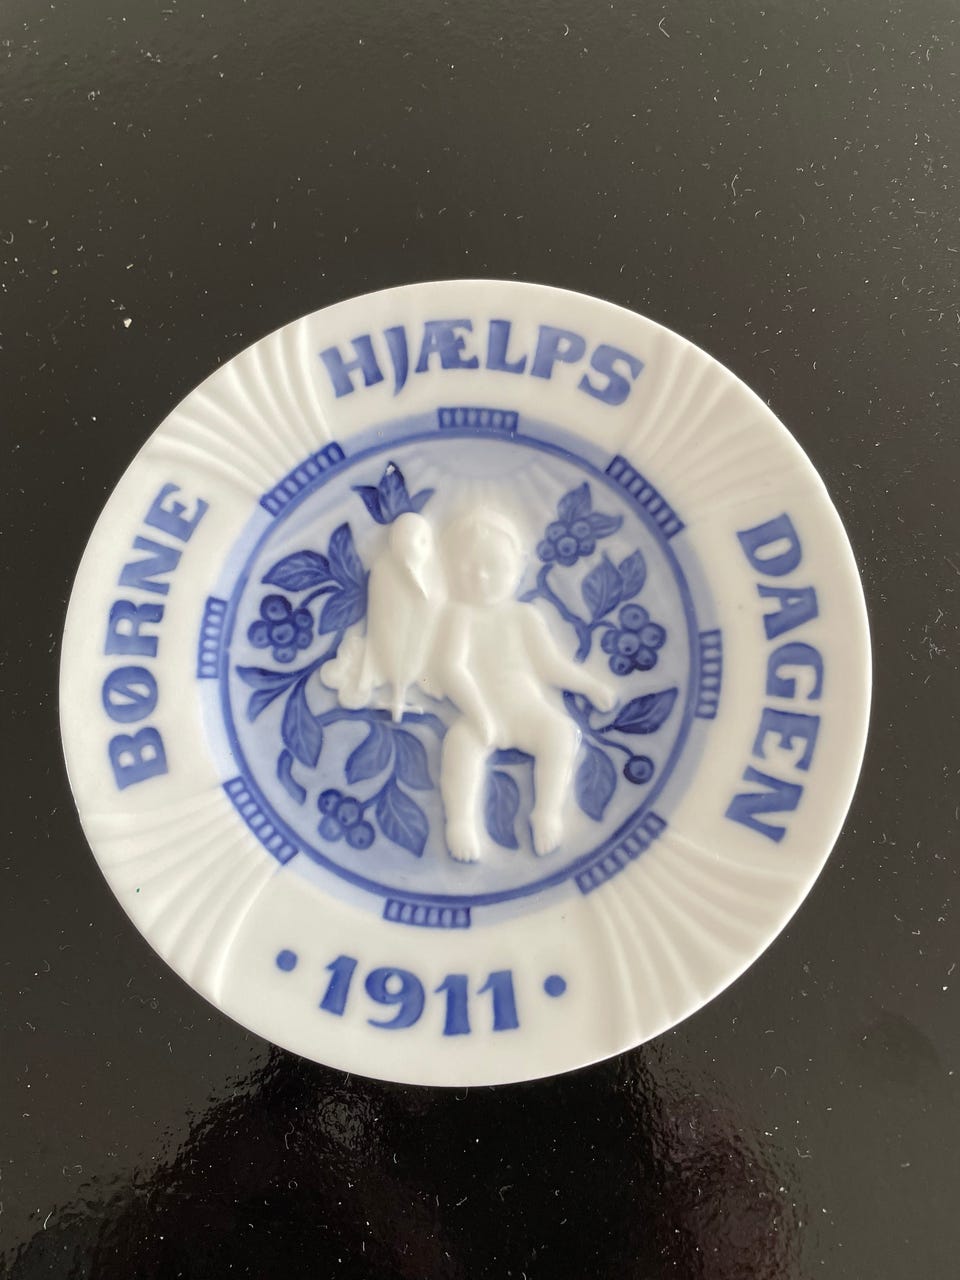 BØRNE
HJÆLPS
DAGEN
• 1911 •